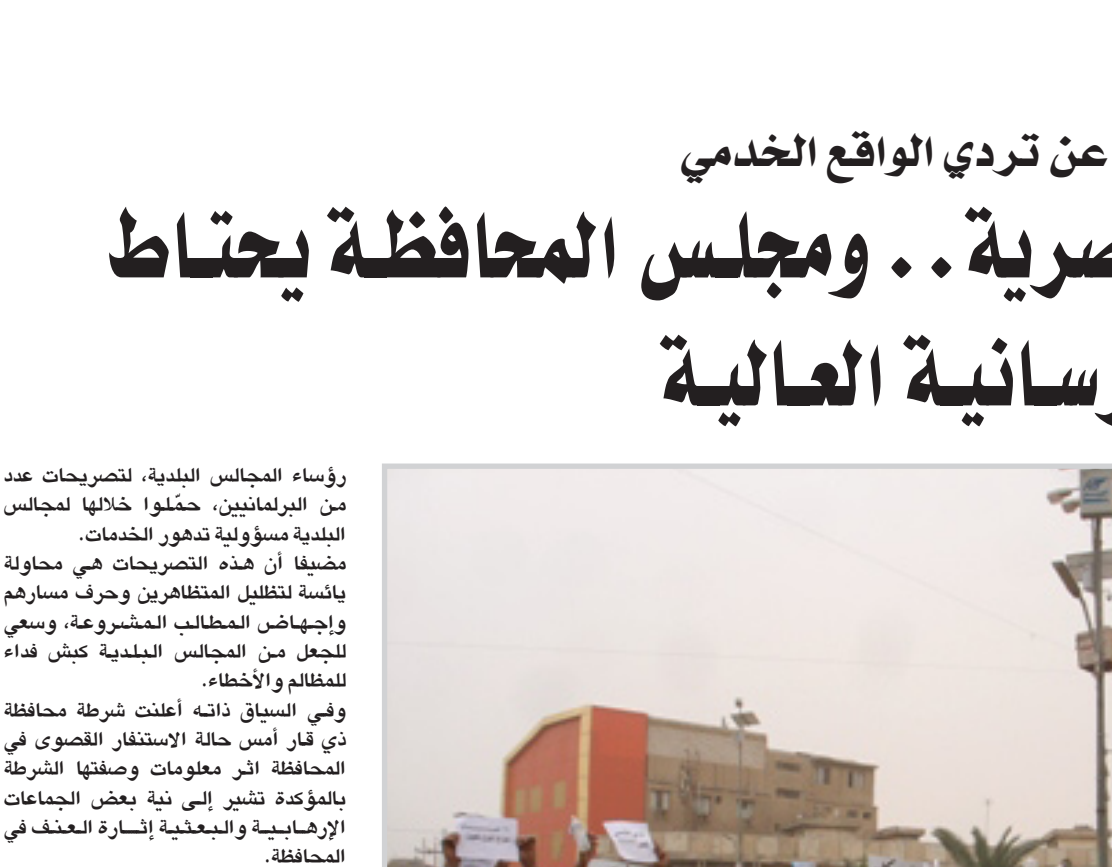 عن تردي الواقع الخدمي
صرية . . ومجلس المحافظة يحتاط
سانية العالية
رؤساء المجالس البلدية، لتصريحات عدد
من البرلمانيين، حمّلوا خلالها لمجالس
البلدية مسؤولية تدهور الخدمات.
مضيفا أن هذه التصريحات هي محاولة
يائسة لتظليل المتظاهرين وحرف مسارهم
وإجهاض المطالب المشروعة، وسعي
للجعل من المجالس البلدية كبش فداء
للمظالم والأخطاء.
وفي السياق ذاته أعلنت شرطة محافظة
ذي قار أمس حالة الاستنفار القصوى في
المحافظة اثر معلومات وصفتها الشرطة
بالمؤكدة تشير إلى نية بعض الجماعات
الإرهابية والبعثية إثارة العنف في
المحافظة.